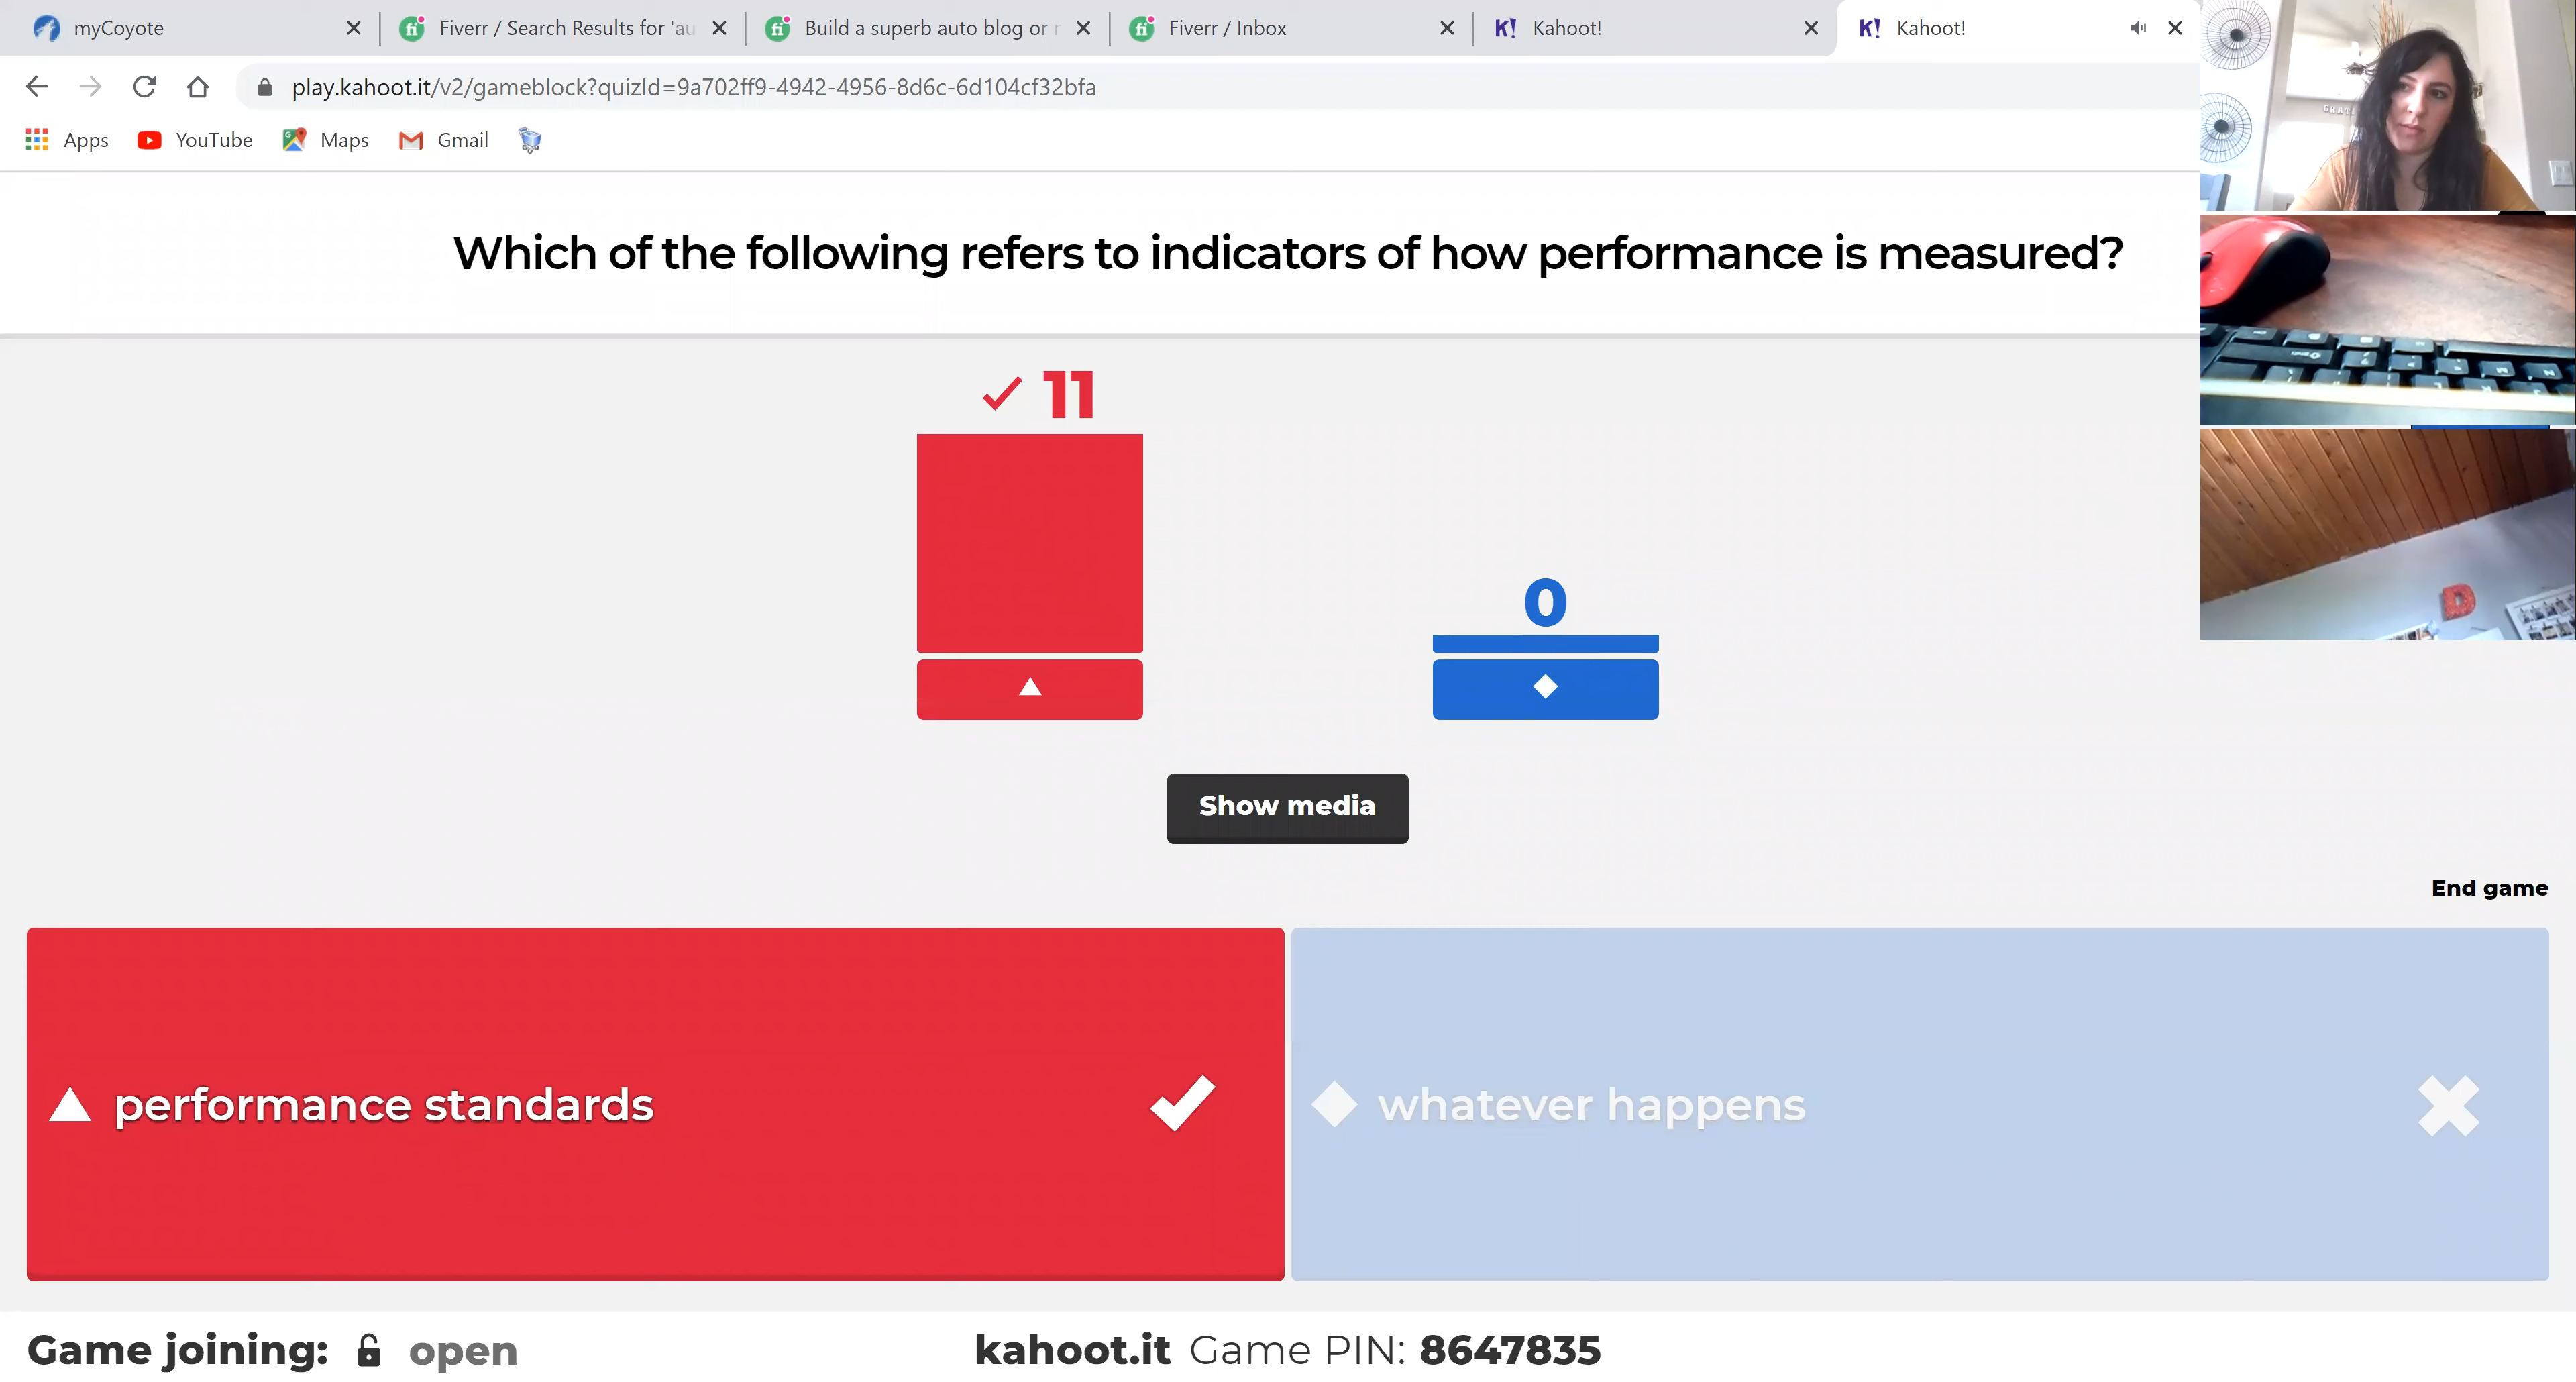 myCoyote
Fiverr / Search Results for 'au
Build a superb auto blog or
Fiverr / Inbox
K! Kahoot!
K! Kahoot!
play.kahoot.it/v2/gameblock?quizId=9a702ff9-4942-4956-8d6c-6d104cf32bfa
Apps YouTube Maps Gmail
Which of the following refers to indicators of how performance is measured?
11
0
Show media
End game
performance standards
whatever happens
Game joining: open
kahoot.it Game PIN: 8647835
D